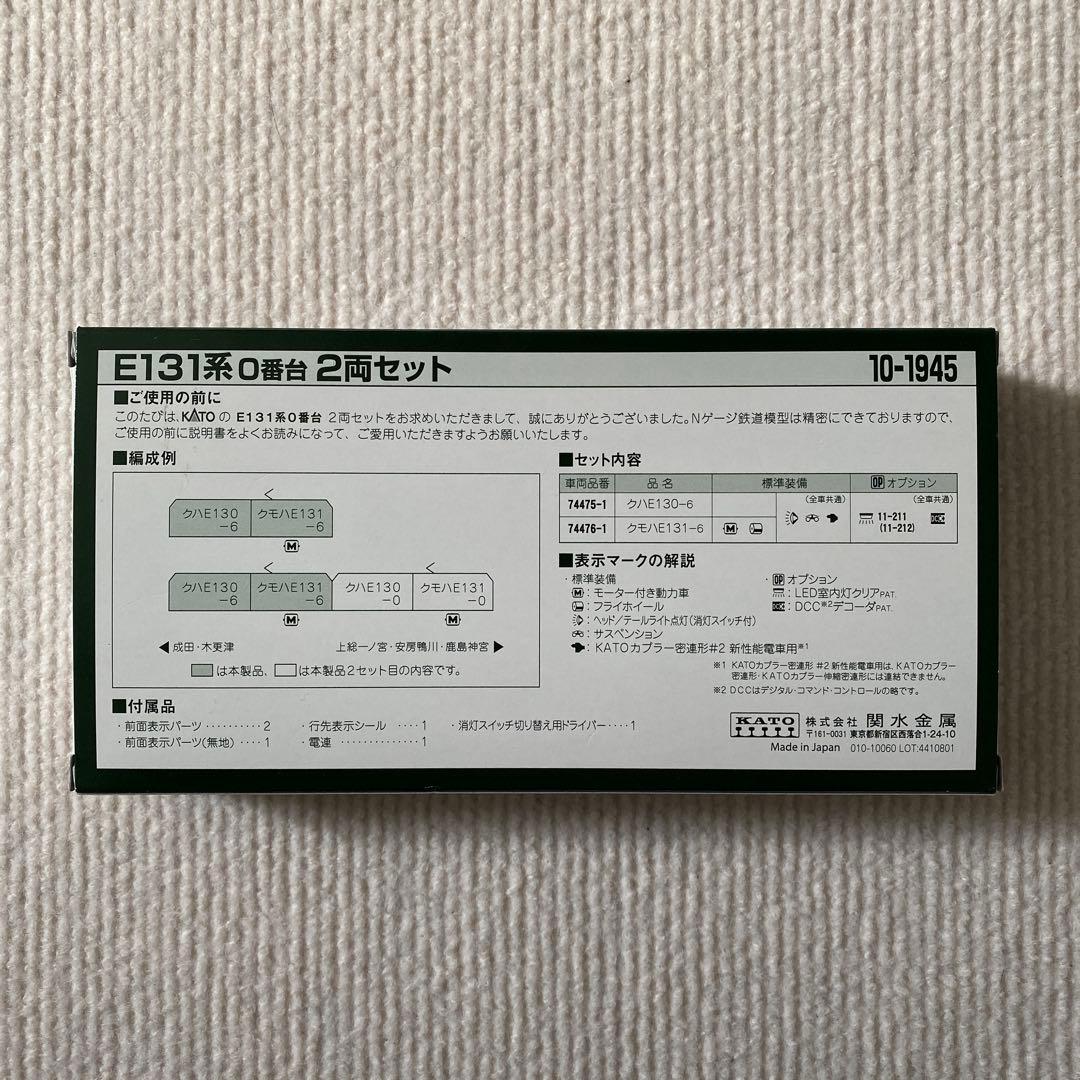 E131系 0番台 2両セット 10-1945
■ご使用の前に
このたびは、KATOの E131系0番台 2両セットをお求めいただきまして、誠にありがとうございました。Nゲージ鉄道模型は精密にできておりますので、
ご使用の前に説明書をよくお読みになって、ご愛用いただきますようお願いいたします。
■編成例
クハE130-6 クモハE131-6
M
クハE130-6 クモハE131-6 クハE130-0 クモハE131-0
M M
◀ 成田・木更津 上総一ノ宮・安房鴨川・鹿島神宮 ▶
は本製品、 は本製品2セット目の内容です。
■付属品
・前面表示パーツ ·········· 2 ・行先表示シール ···· 1 ・消灯スイッチ切り替え用ドライバー···· 1
・前面表示パーツ(無地) ···· 1 ・電連 ·············· 1
■セット内容
車両品番 品 名 標準装備 OP オプション
74475-1 クハE130-6 (全車共通) (全車共通)
74476-1 クモハE131-6 M 11-211 (11-212) DCC
■表示マークの解説
・標準装備
M：モーター付き動力車
：フライホイール
：ヘッド/テールライト点灯(消灯スイッチ付)
：サスペンション
：KATOカプラー密連形#2 新性能電車用※1
・OP オプション
：LED室内灯クリアPAT.
DCC：DCC※2デコーダPAT.
※1 KATOカプラー密連形 #2 新性能電車用は、KATOカプラー
密連形・KATOカプラー伸縮密連形には連結できません。
※2 DCCはデジタル・コマンド・コントロールの略です。
KATO 株式会社 関水金属
〒161-0031 東京都新宿区西落合1-24-10
Made in Japan 010-10060 LOT:4410801